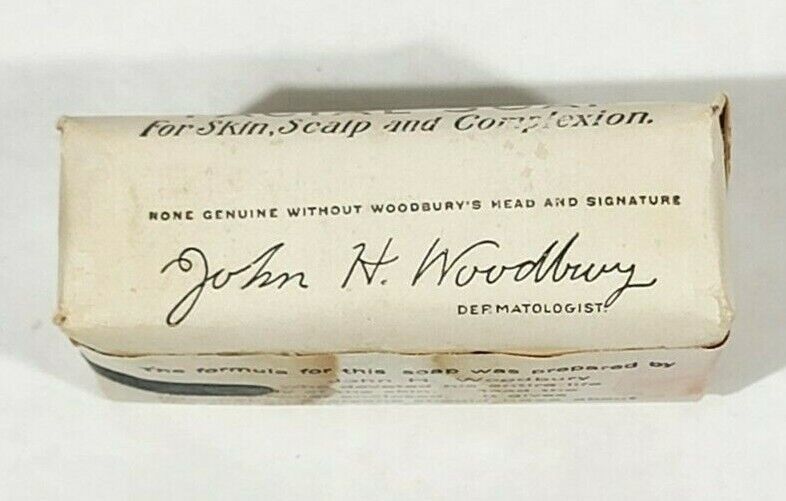 For Skin, Scalp and Complexion.
NONE GENUINE WITHOUT WOODBURY'S HEAD AND SIGNATURE
John H. Woodbury
DERMATOLOGIST.
The formula for this soap was prepared by
John H. Woodbury